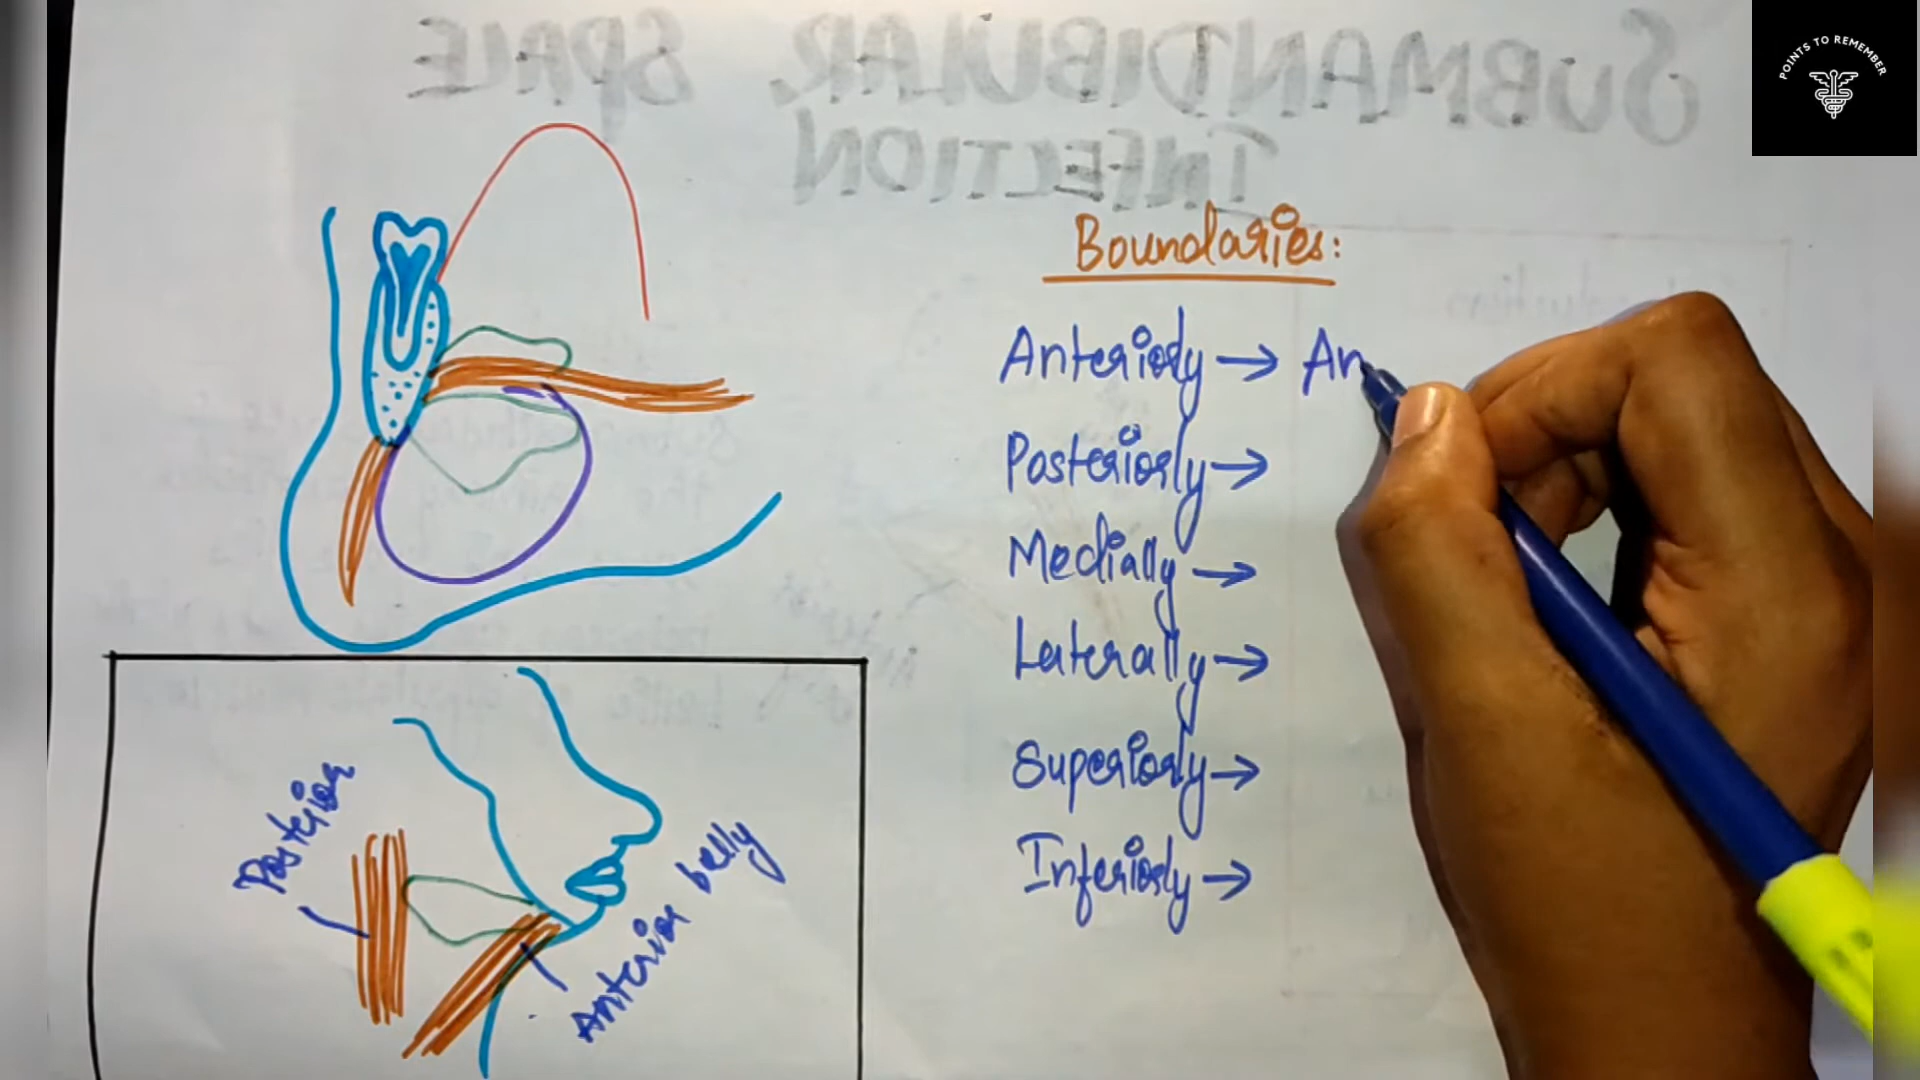 SUBMANDIBULAR SPACE
INFECTION
POINTS TO REMEMBER
Boundaries:
Anteriorly → An
Posteriorly →
Medially →
Laterally →
Superiorly →
Inferiorly →
Posterior
Anterior belly